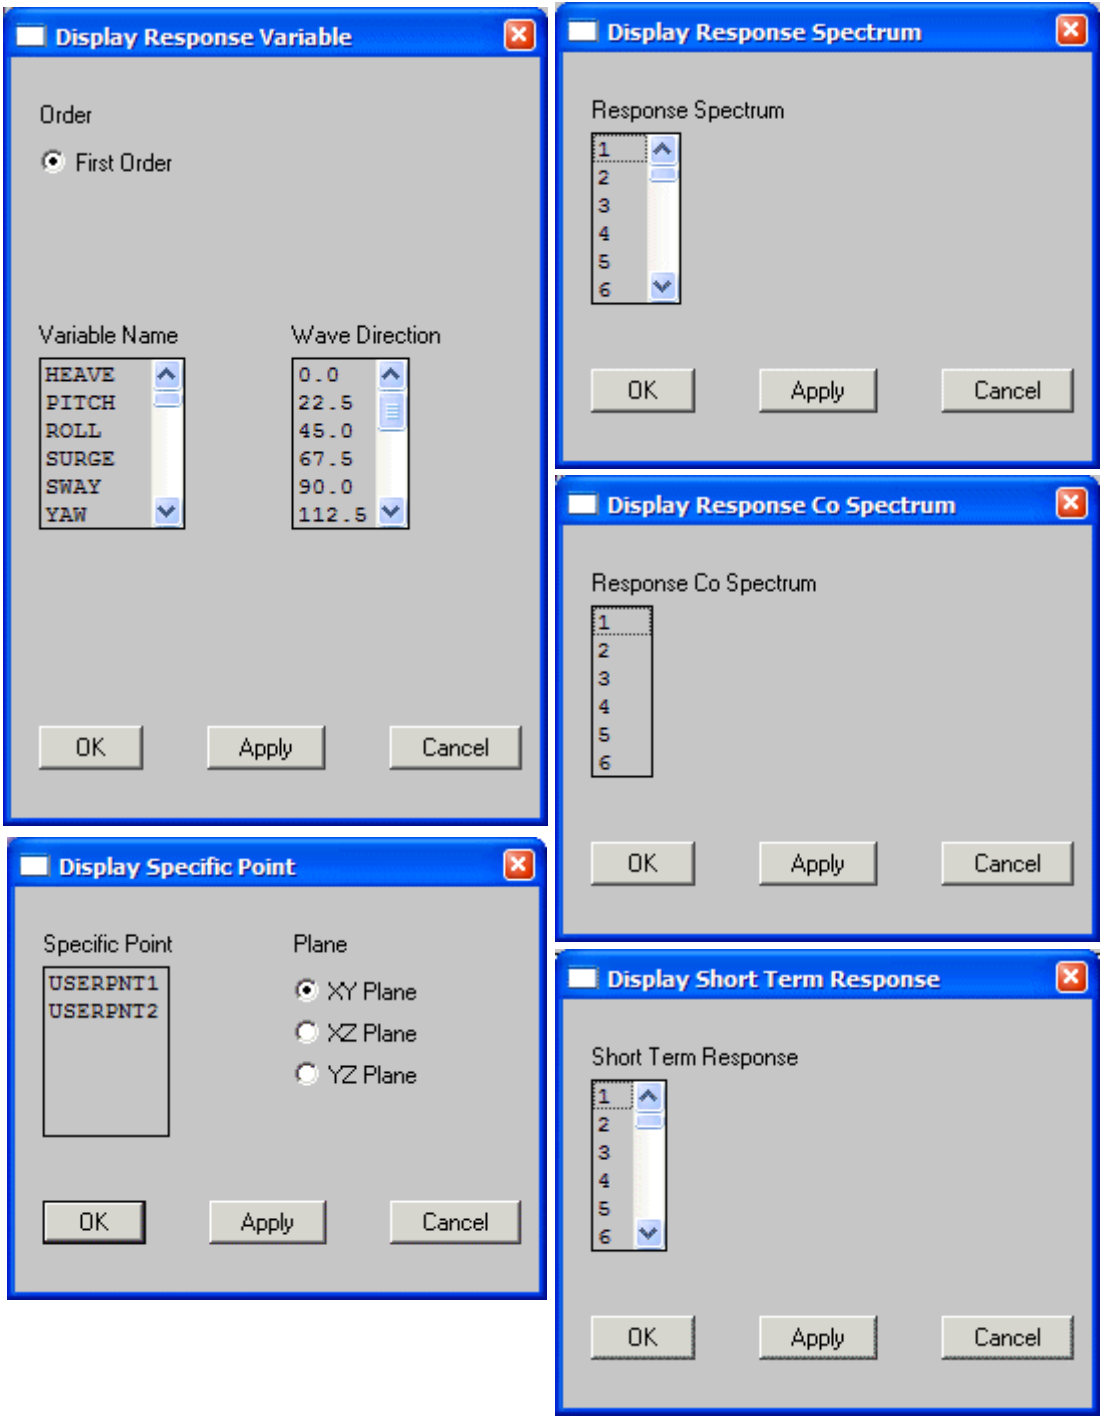 Display Response Variable
Order
First Order
Variable Name
HEAVE
PITCH
ROLL
SURGE
SWAY
YAW
Wave Direction
0.0
22.5
45.0
67.5
90.0
112.5
OK Apply Cancel
Display Specific Point
Specific Point
USERPNT1
USERPNT2
Plane
XY Plane
XZ Plane
YZ Plane
OK Apply Cancel
Display Response Spectrum
Response Spectrum
1
2
3
4
5
6
OK Apply Cancel
Display Response Co Spectrum
Response Co Spectrum
1
2
3
4
5
6
OK Apply Cancel
Display Short Term Response
Short Term Response
1
2
3
4
5
6
OK Apply Cancel